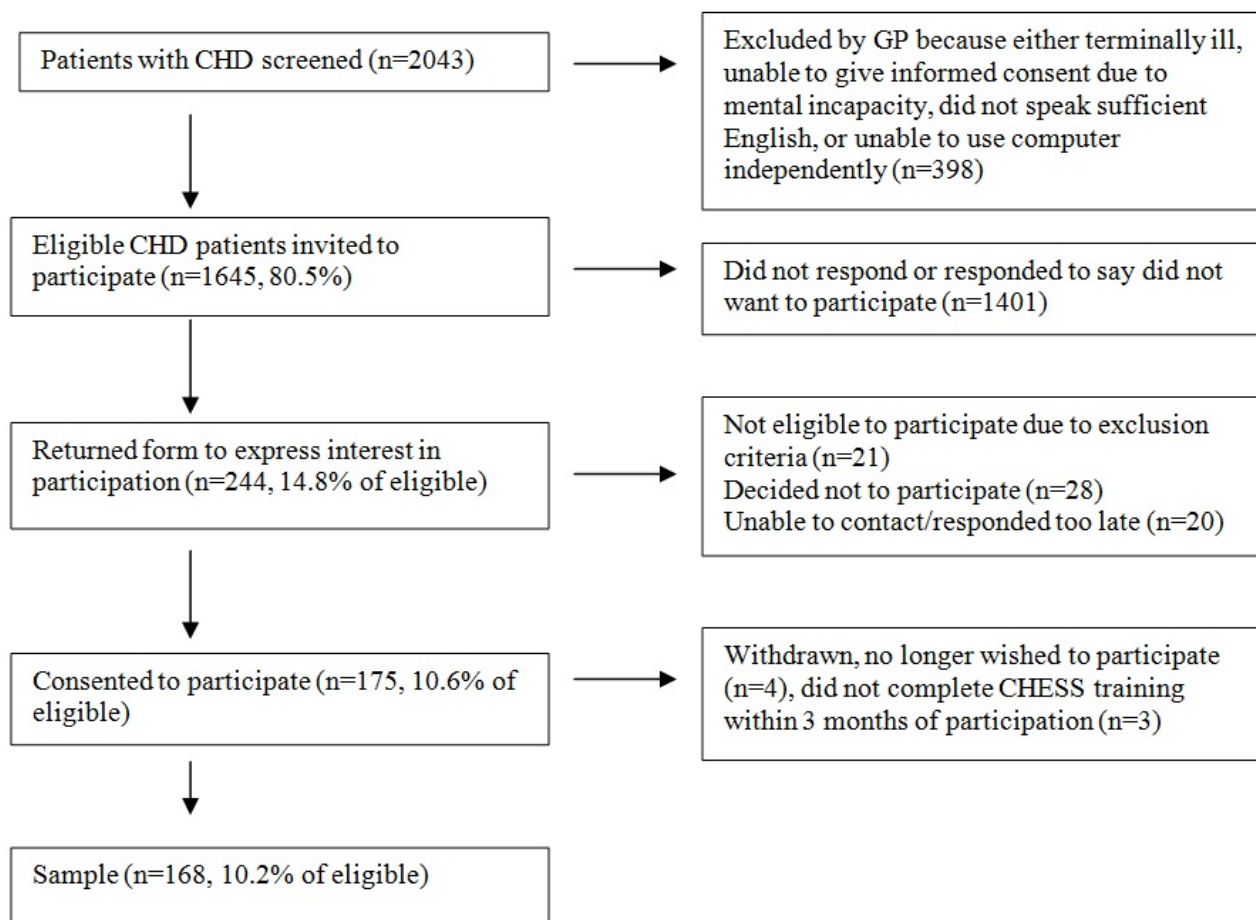 Patients with CHD screened (n=2043)
Excluded by GP because either terminally ill,
unable to give informed consent due to
mental incapacity, did not speak sufficient
English, or unable to use computer
independently (n=398)
Eligible CHD patients invited to
participate (n=1645, 80.5%)
Did not respond or responded to say did not
want to participate (n=1401)
Returned form to express interest in
participation (n=244, 14.8% of eligible)
Not eligible to participate due to exclusion
criteria (n=21)
Decided not to participate (n=28)
Unable to contact/responded too late (n=20)
Consented to participate (n=175, 10.6% of
eligible)
Withdrawn, no longer wished to participate
(n=4), did not complete CHESS training
within 3 months of participation (n=3)
Sample (n=168, 10.2% of eligible)